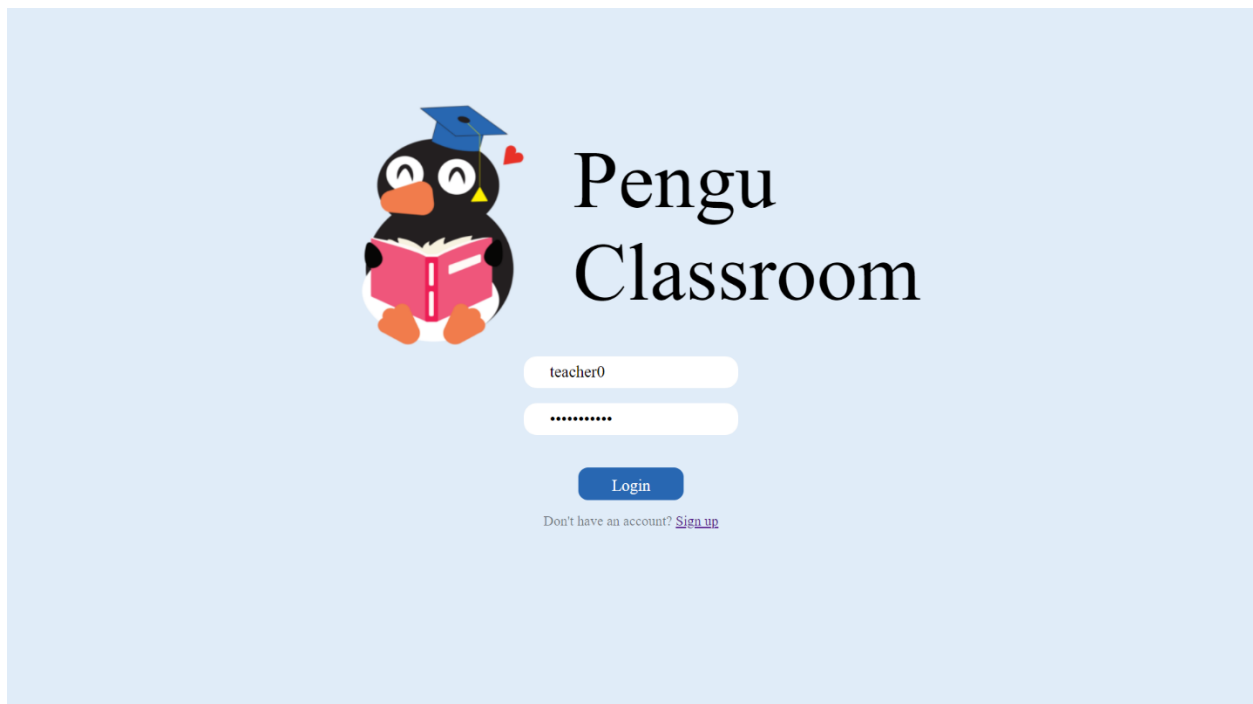 Pengu
Classroom
teacher0
•••••••••••
Login
Don't have an account? Sign up